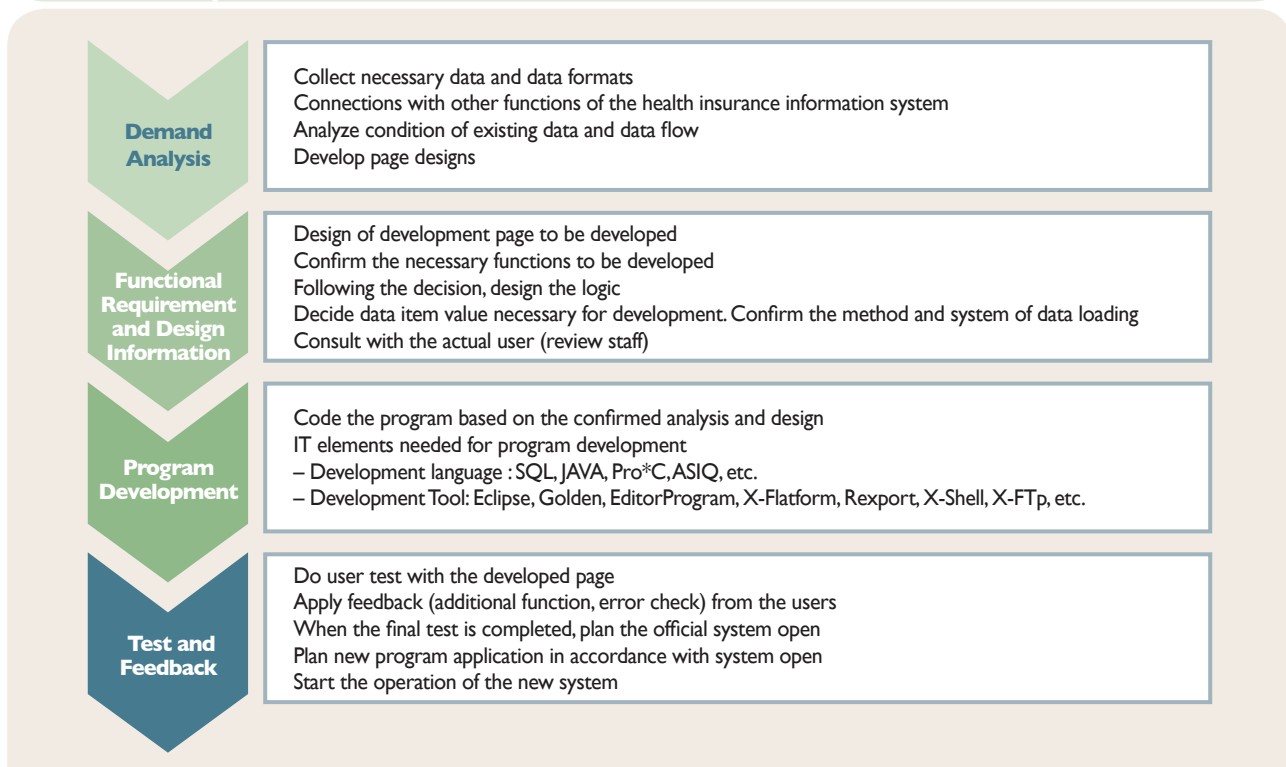 Demand
Analysis
Collect necessary data and data formats
Connections with other functions of the health insurance information system
Analyze condition of existing data and data flow
Develop page designs
Functional
Requirement
and Design
Information
Design of development page to be developed
Confirm the necessary functions to be developed
Following the decision, design the logic
Decide data item value necessary for development. Confirm the method and system of data loading
Consult with the actual user (review staff)
Program
Development
Code the program based on the confirmed analysis and design
IT elements needed for program development
– Development language : SQL, JAVA, Pro*C, ASIQ, etc.
– Development Tool: Eclipse, Golden, EditorProgram, X-Flatform, Rexport, X-Shell, X-FTp, etc.
Test and
Feedback
Do user test with the developed page
Apply feedback (additional function, error check) from the users
When the final test is completed, plan the official system open
Plan new program application in accordance with system open
Start the operation of the new system